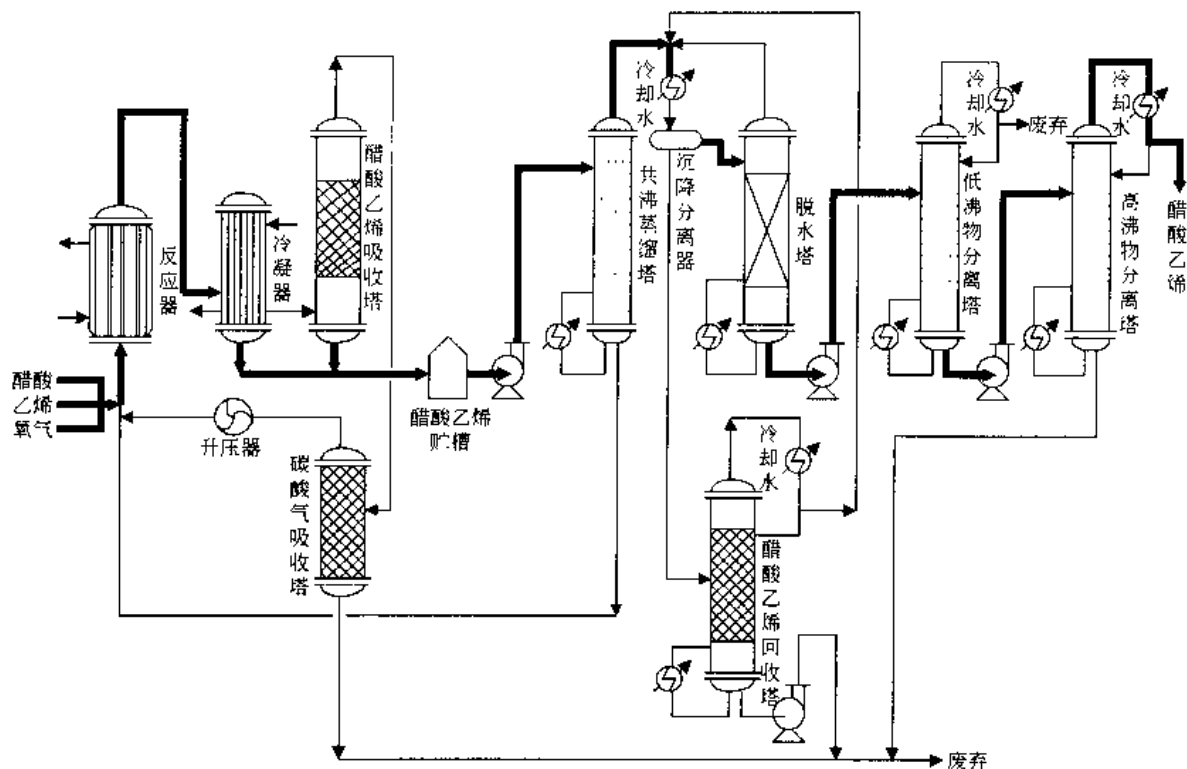 反应器
冷凝器
醋酸乙烯吸收塔
醋酸
乙烯
氧气
升压器
碳酸气吸收塔
醋酸乙烯
贮槽
共沸蒸馏塔
冷却水
沉降分离器
脱水塔
冷却水
醋酸乙烯回收塔
冷却水
废弃
低沸物分离塔
冷却水
高沸物分离塔
醋酸乙烯
废弃